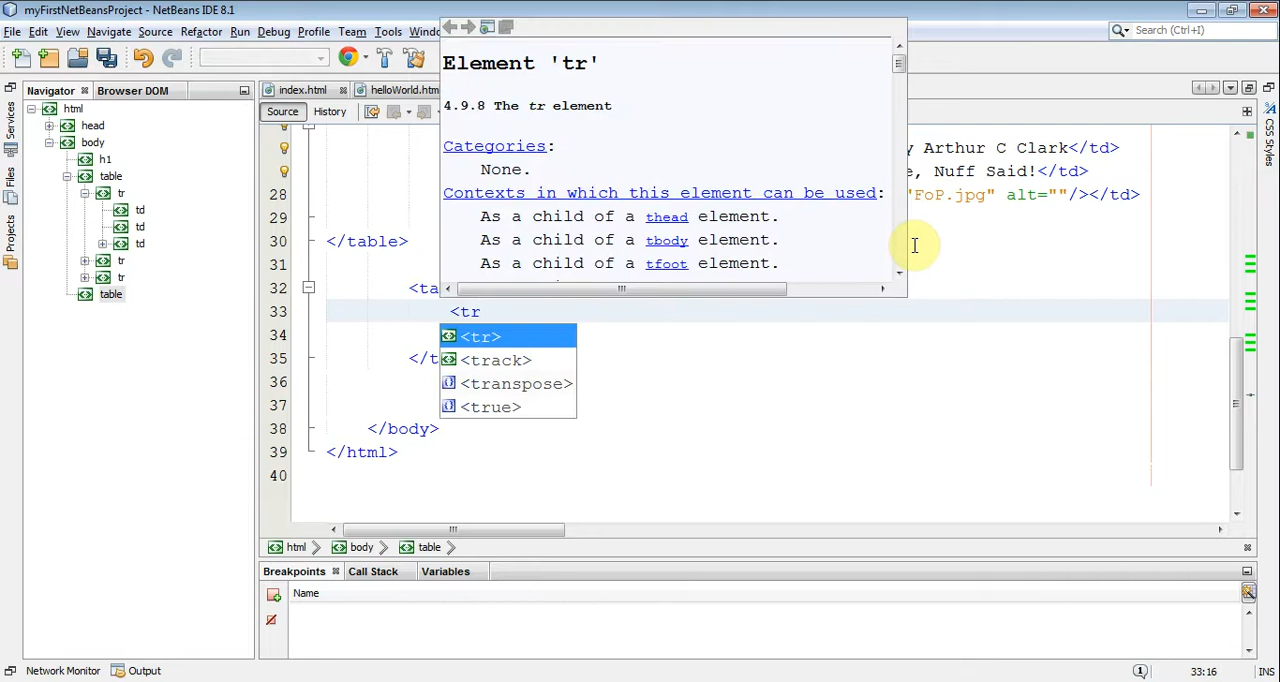 myFirstNetBeansProject - NetBeans IDE 8.1
File Edit View Navigate Source Refactor Run Debug Profile Team Tools
Search (Ctrl+I)
Navigator
Browser DOM
index.html
Source
History
Services
Files
Projects
html
head
body
h1
table
tr
td
td
td
tr
tr
table
Element 'tr'
4.9.8 The tr element
Categories:
None.
Contexts in which this element can be used:
As a child of a thead element.
As a child of a tbody element.
As a child of a tfoot element.
y Arthur C Clark</td>
e, Nuff Said!</td>
28 "FoP.jpg" alt=""/></td>
29
30 </table>
31
32 <ta
33 <tr
34
35 </t
36
37
38 </body>
39 </html>
40
<tr>
<track>
<transpose>
<true>
CSS Styles
html body table
Breakpoints
Call Stack
Variables
Name
Network Monitor
Output
1
33:16
INS